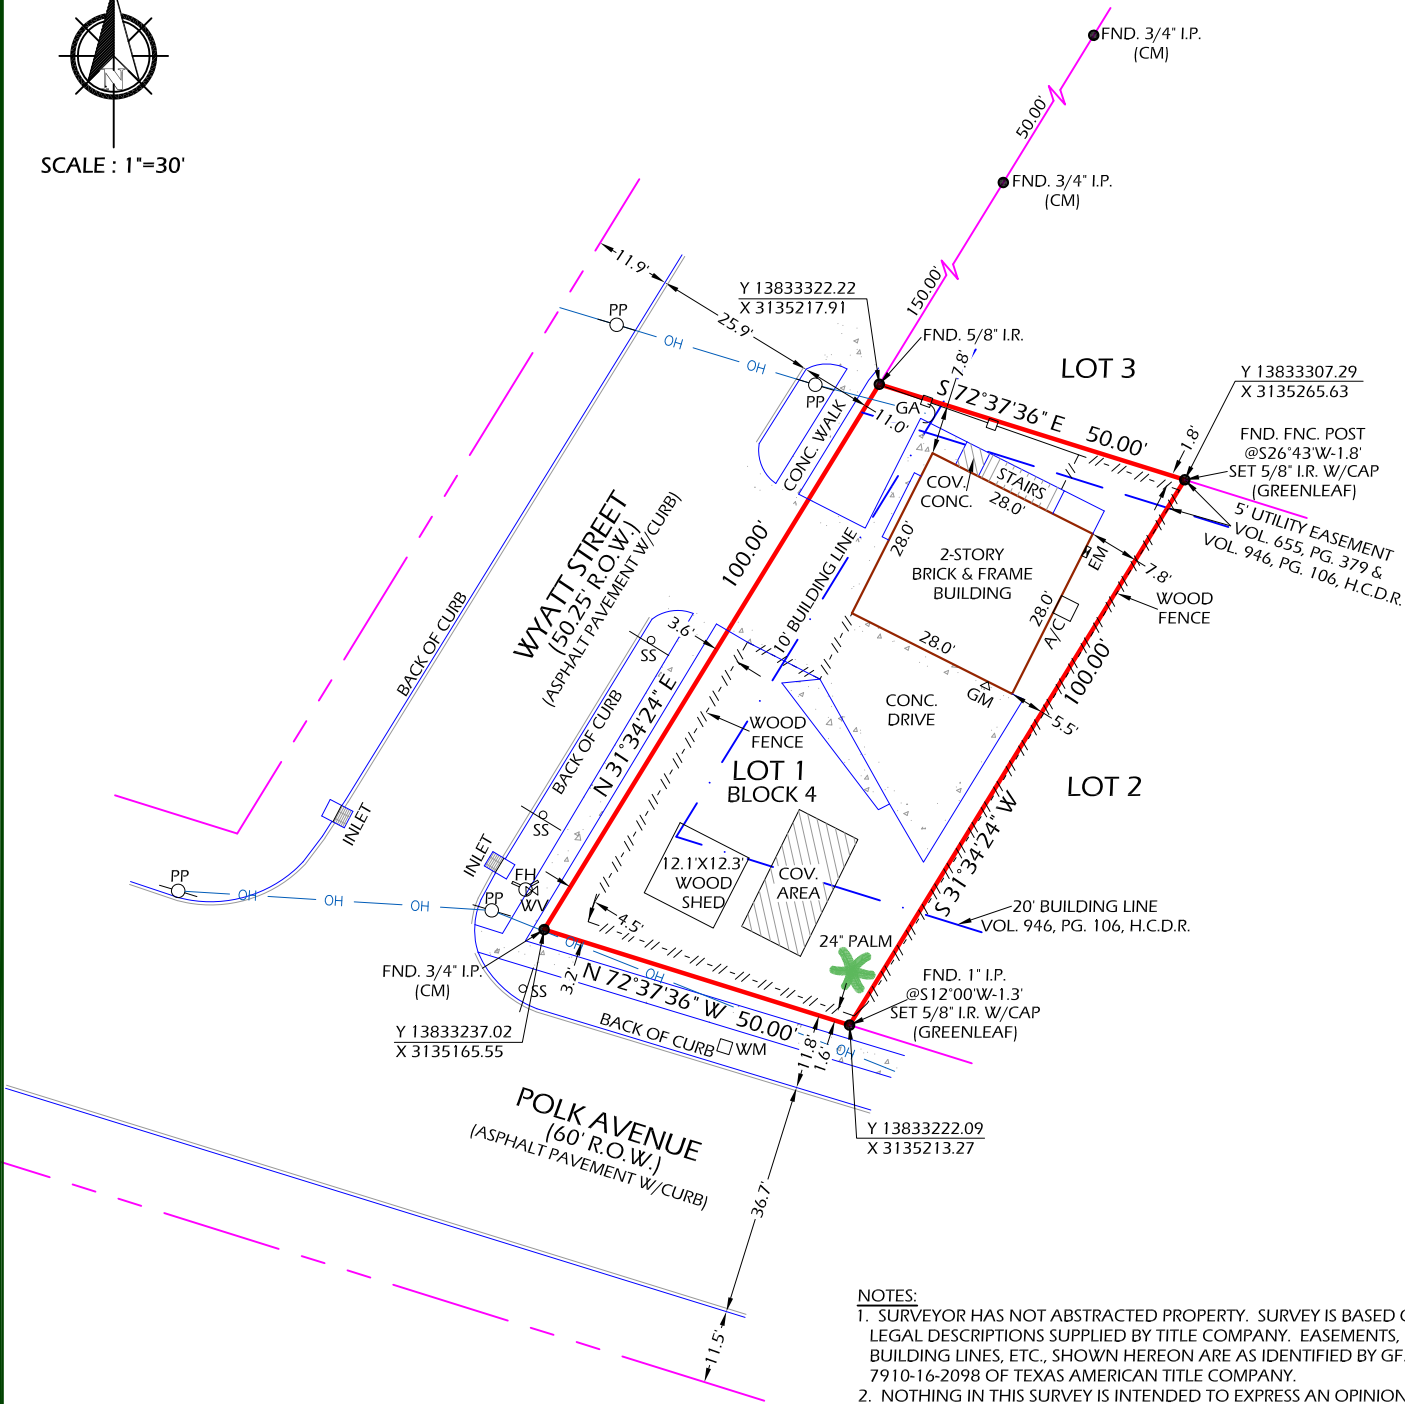 N
SCALE : 1"=30'
FND. 3/4" I.P.
(CM)
50.00'
FND. 3/4" I.P.
(CM)
150.00'
11.9'
25.9'
PP
OH
OH
PP
Y 13833322.22
X 3135217.91
FND. 5/8" I.R.
LOT 3
7.8'
GA
11.0'
S 72°37'36" E 50.00'
1.8'
Y 13833307.29
X 3135265.63
FND. FNC. POST
@S26°43'W-1.8'
SET 5/8" I.R. W/CAP
(GREENLEAF)
5' UTILITY EASEMENT
VOL. 655, PG. 379 &
VOL. 946, PG. 106, H.C.D.R.
CONC. WALK
COV.
CONC.
STAIRS
28.0'
28.0'
28.0'
28.0'
2-STORY
BRICK & FRAME
BUILDING
EM
7.8'
WOOD
FENCE
A/C
GM
100.00'
5.5'
CONC.
DRIVE
WYATT STREET
(50.25' R.O.W.)
(ASPHALT PAVEMENT W/CURB)
100.00'
10' BUILDING LINE
BACK OF CURB
3.6'
SS
BACK OF CURB
N 31°34'24" E
WOOD
FENCE
LOT 1
BLOCK 4
LOT 2
S 31°34'24" W
INLET
INLET
SS
FH
WV
PP
PP
OH
OH
OH
OH
OH
12.1'X12.3'
WOOD
SHED
COV.
AREA
20' BUILDING LINE
VOL. 946, PG. 106, H.C.D.R.
4.5'
24" PALM
FND. 3/4" I.P.
(CM)
3.2'
SS
N 72°37'36" W 50.00'
FND. 1" I.P.
@S12°00'W-1.3'
SET 5/8" I.R. W/CAP
(GREENLEAF)
Y 13833237.02
X 3135165.55
BACK OF CURB
WM
11.8'
1.6'
OH
POLK AVENUE
(60' R.O.W.)
(ASPHALT PAVEMENT W/CURB)
Y 13833222.09
X 3135213.27
36.7'
11.5'
NOTES:
1. SURVEYOR HAS NOT ABSTRACTED PROPERTY. SURVEY IS BASED
LEGAL DESCRIPTIONS SUPPLIED BY TITLE COMPANY. EASEMENTS,
BUILDING LINES, ETC., SHOWN HEREON ARE AS IDENTIFIED BY GF.
7910-16-2098 OF TEXAS AMERICAN TITLE COMPANY.
2. NOTHING IN THIS SURVEY IS INTENDED TO EXPRESS AN OPINION